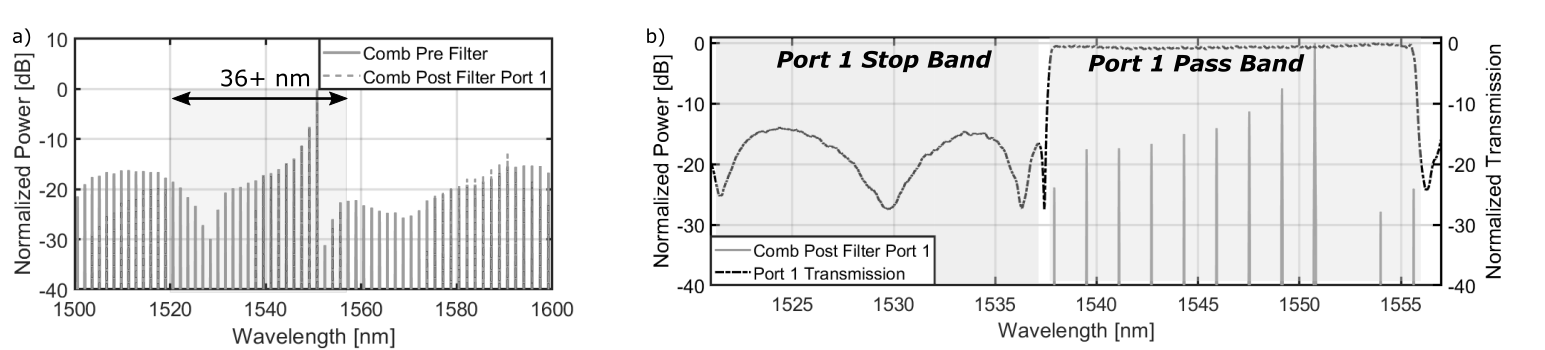 a)
Normalized Power [dB]
10
0
-10
-20
-30
-40
Comb Pre Filter
Comb Post Filter Port 1
36+ nm
1500
1520
1540
1560
1580
1600
Wavelength [nm]
b)
Normalized Power [dB]
0
-10
-20
-30
-40
Port 1 Stop Band
Port 1 Pass Band
Comb Post Filter Port 1
Port 1 Transmission
1525
1530
1535
1540
1545
1550
1555
Wavelength [nm]
0
-10
-20
-30
-40
Normalized Transmission